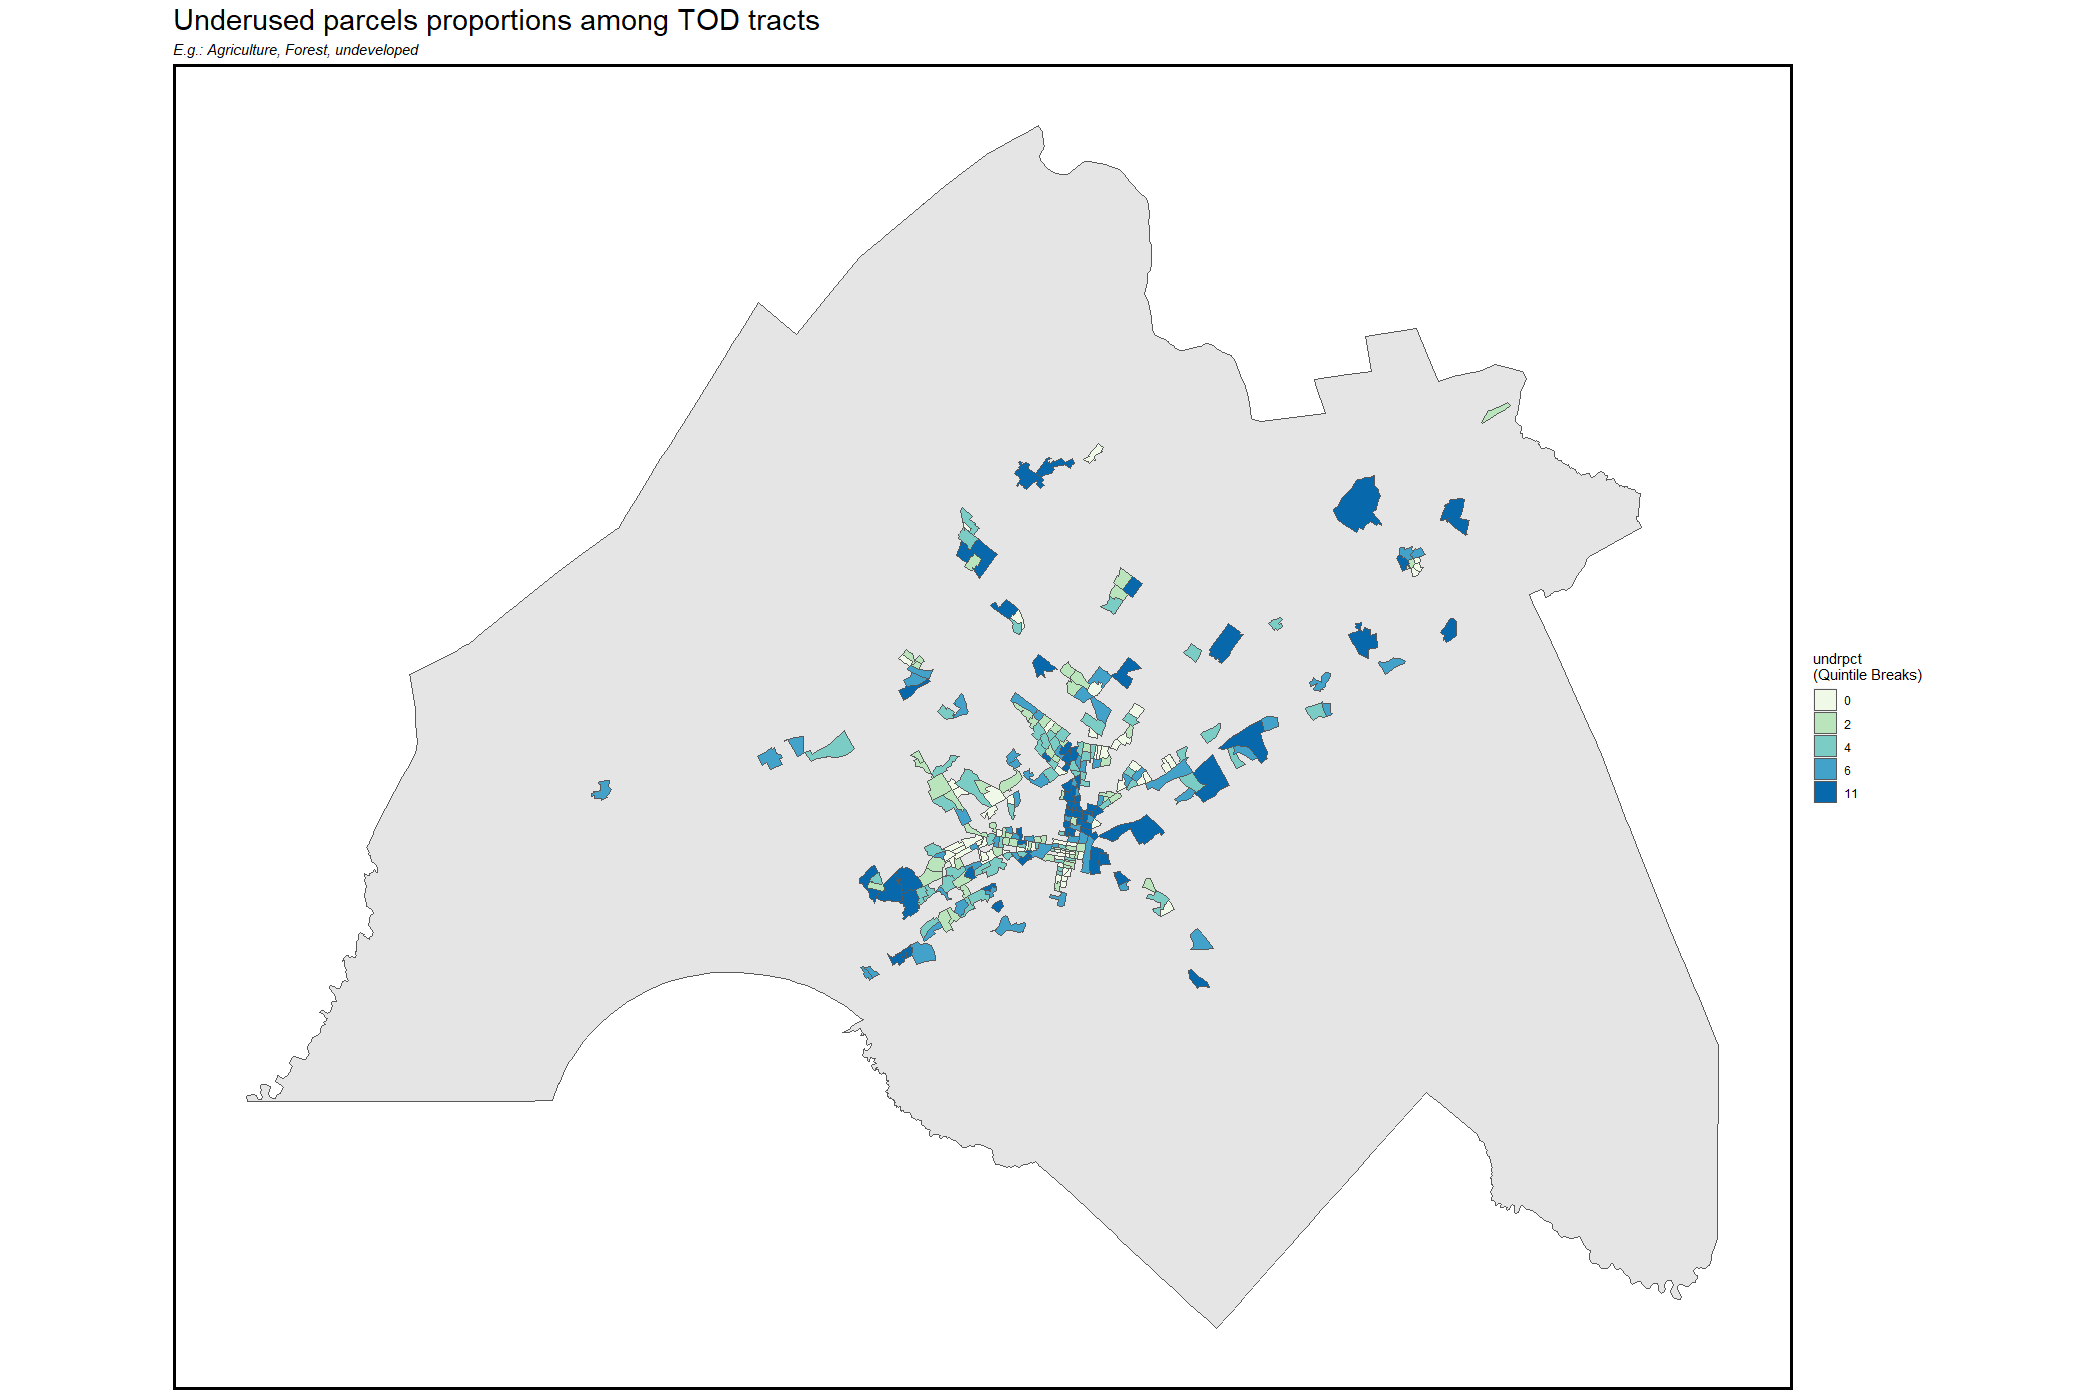 Underused parcels proportions among TOD tracts
E.g.: Agriculture, Forest, undeveloped
undrpct
(Quintile Breaks)
0
2
4
6
11